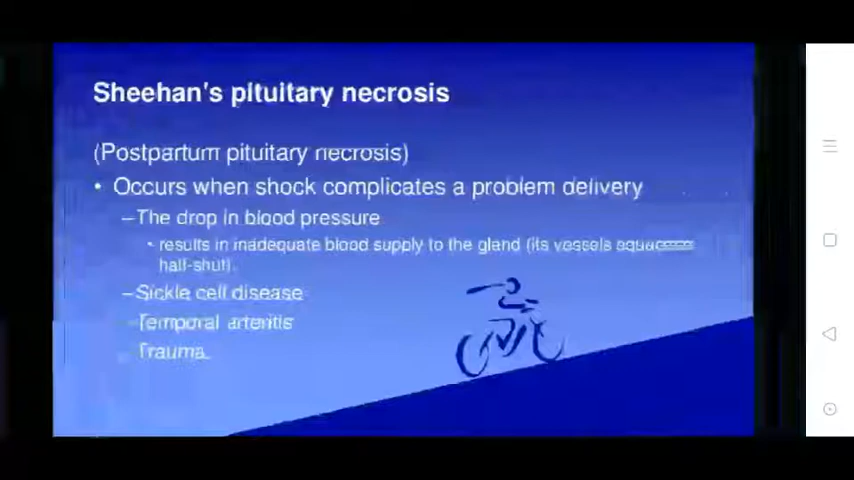 Sheehan's pituitary necrosis
(Postpartum pituitary necrosis)
• Occurs when shock complicates a problem delivery
–The drop in blood pressure
• results in inadequate blood supply to the gland (its vessels
half-shut).
–Sickle cell disease
–Temporal arteritis
–Trauma.